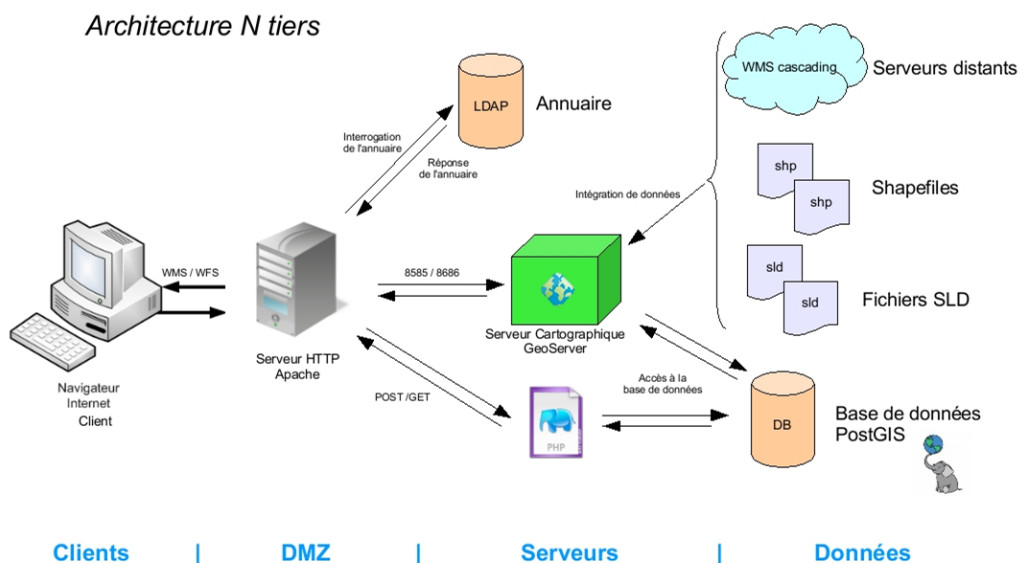 Architecture N tiers
WMS cascading
Serveurs distants
LDAP
Annuaire
Interrogation
de l'annuaire
Réponse
de l'annuaire
shp
shp
Shapefiles
Intégration de données
WMS / WFS
8585 / 8686
sld
sld
Fichiers SLD
Serveur Cartographique
GeoServer
Serveur HTTP
Apache
Navigateur
Internet
Client
POST /GET
PHP
Accès à la
base de données
DB
Base de données
PostGIS
Clients | DMZ | Serveurs | Données